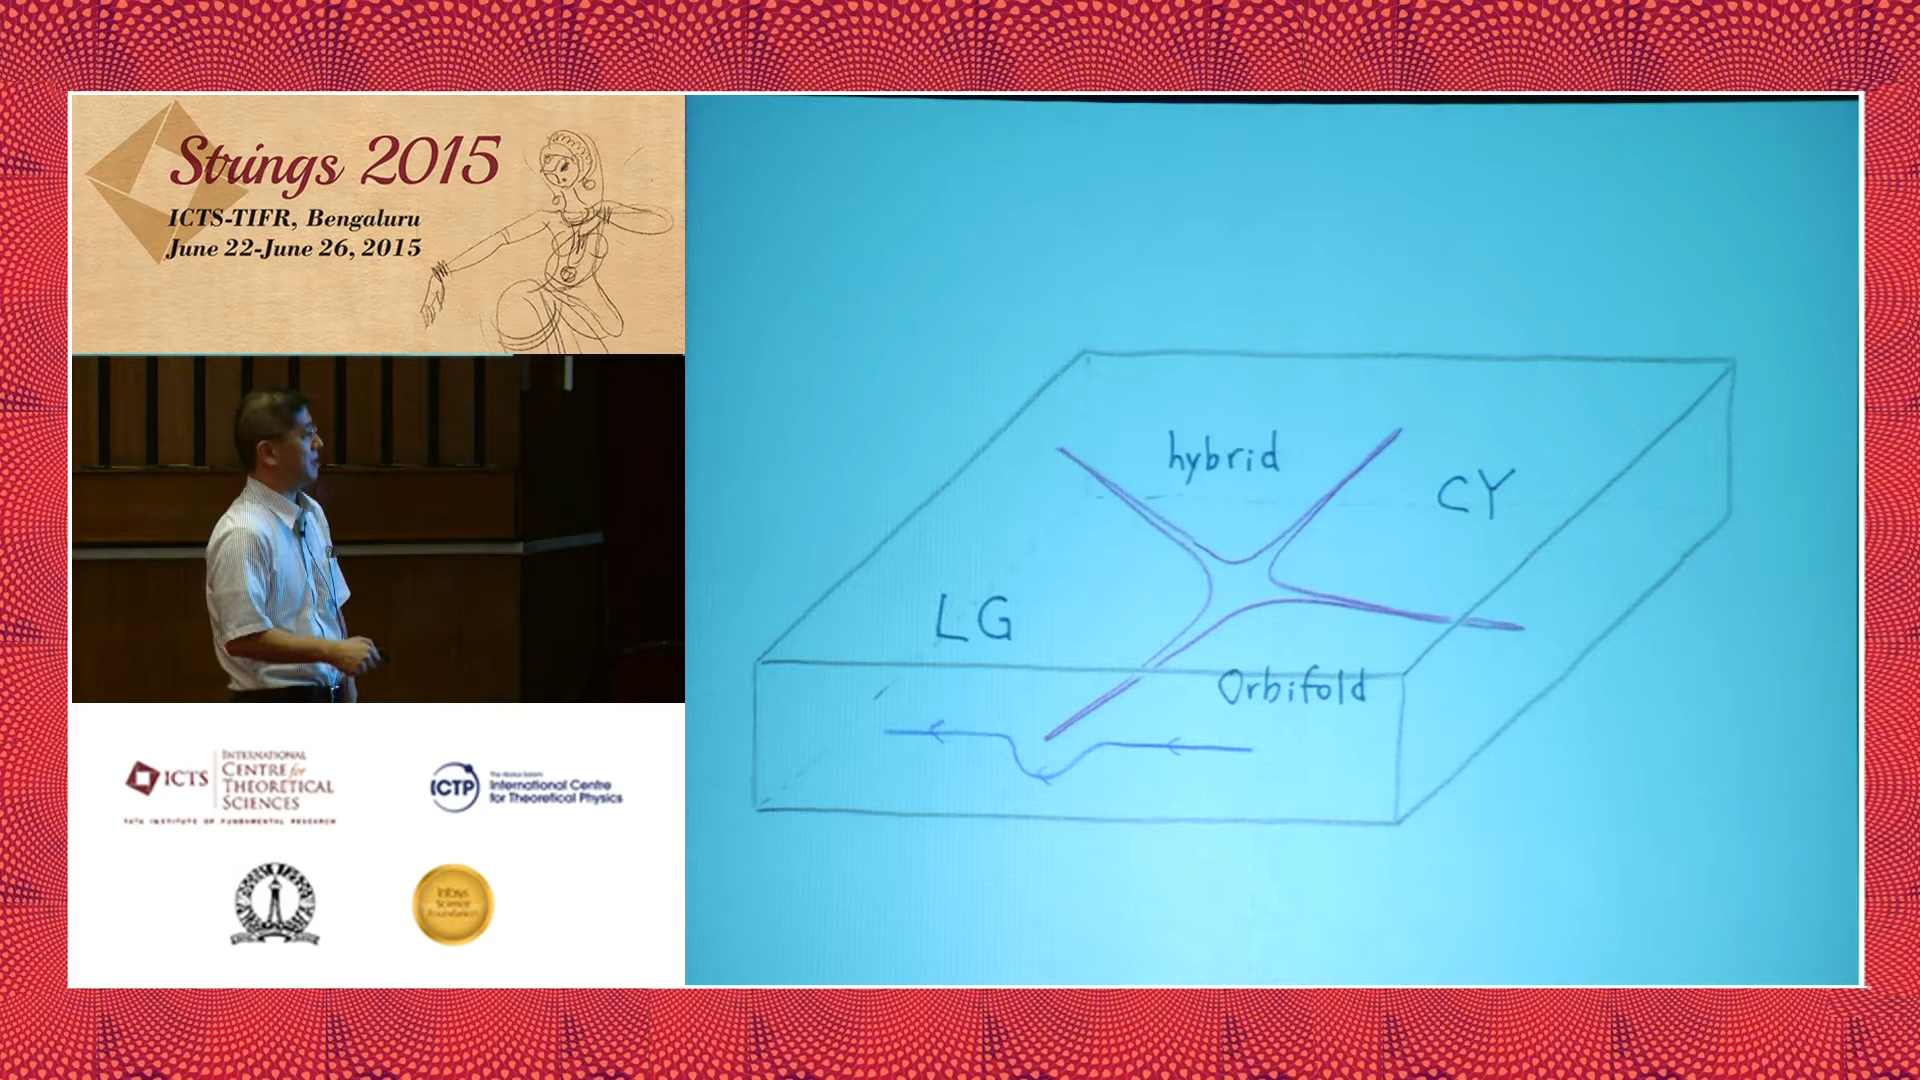 Strings 2015
ICTS-TIFR, Bengaluru
June 22-June 26, 2015
ICTS
INTERNATIONAL
CENTRE for
THEORETICAL
SCIENCES
TATA INSTITUTE OF FUNDAMENTAL RESEARCH
ICTP
The Abdus Salam
International Centre
for Theoretical Physics
Infosys
Science
Foundation
hybrid
CY
LG
Orbifold